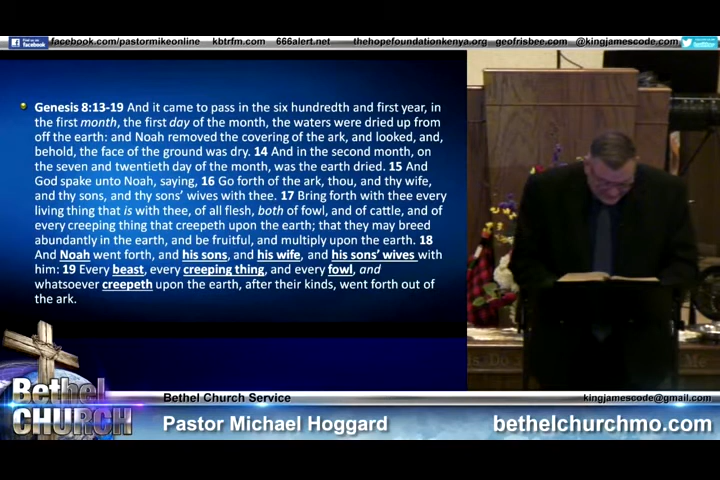 Find us on facebook facebook.com/pastormikeonline kbtrfm.com 666alert.net thehopefoundationkenya.org geofrisbee.com @kingjamescode.com twitter
Genesis 8:13-19 And it came to pass in the six hundredth and first year, in
the first month, the first day of the month, the waters were dried up from
off the earth: and Noah removed the covering of the ark, and looked, and,
behold, the face of the ground was dry. 14 And in the second month, on
the seven and twentieth day of the month, was the earth dried. 15 And
God spake unto Noah, saying, 16 Go forth of the ark, thou, and thy wife,
and thy sons, and thy sons' wives with thee. 17 Bring forth with thee every
living thing that is with thee, of all flesh, both of fowl, and of cattle, and of
every creeping thing that creepeth upon the earth; that they may breed
abundantly in the earth, and be fruitful, and multiply upon the earth. 18
And Noah went forth, and his sons, and his wife, and his sons' wives with
him: 19 Every beast, every creeping thing, and every fowl, and
whatsoever creepeth upon the earth, after their kinds, went forth out of
the ark.
Bethel
CHURCH
Bethel Church Service
kingjamescode@gmail.com
Pastor Michael Hoggard
bethelchurchmo.com